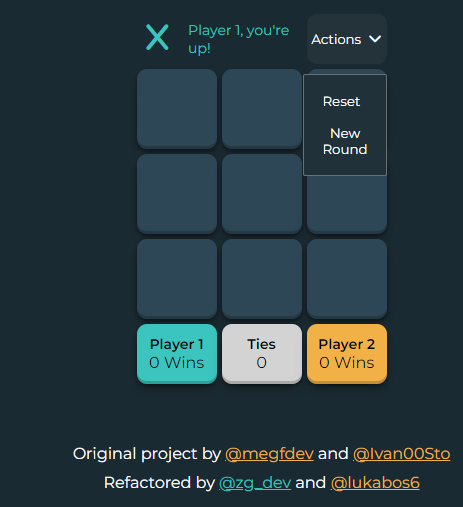 Player 1, you're
up!
Actions
Reset
New
Round
Player 1
0 Wins
Ties
0
Player 2
0 Wins
Original project by @megfdev and @Ivan00Sto
Refactored by @zg_dev and @lukabos6